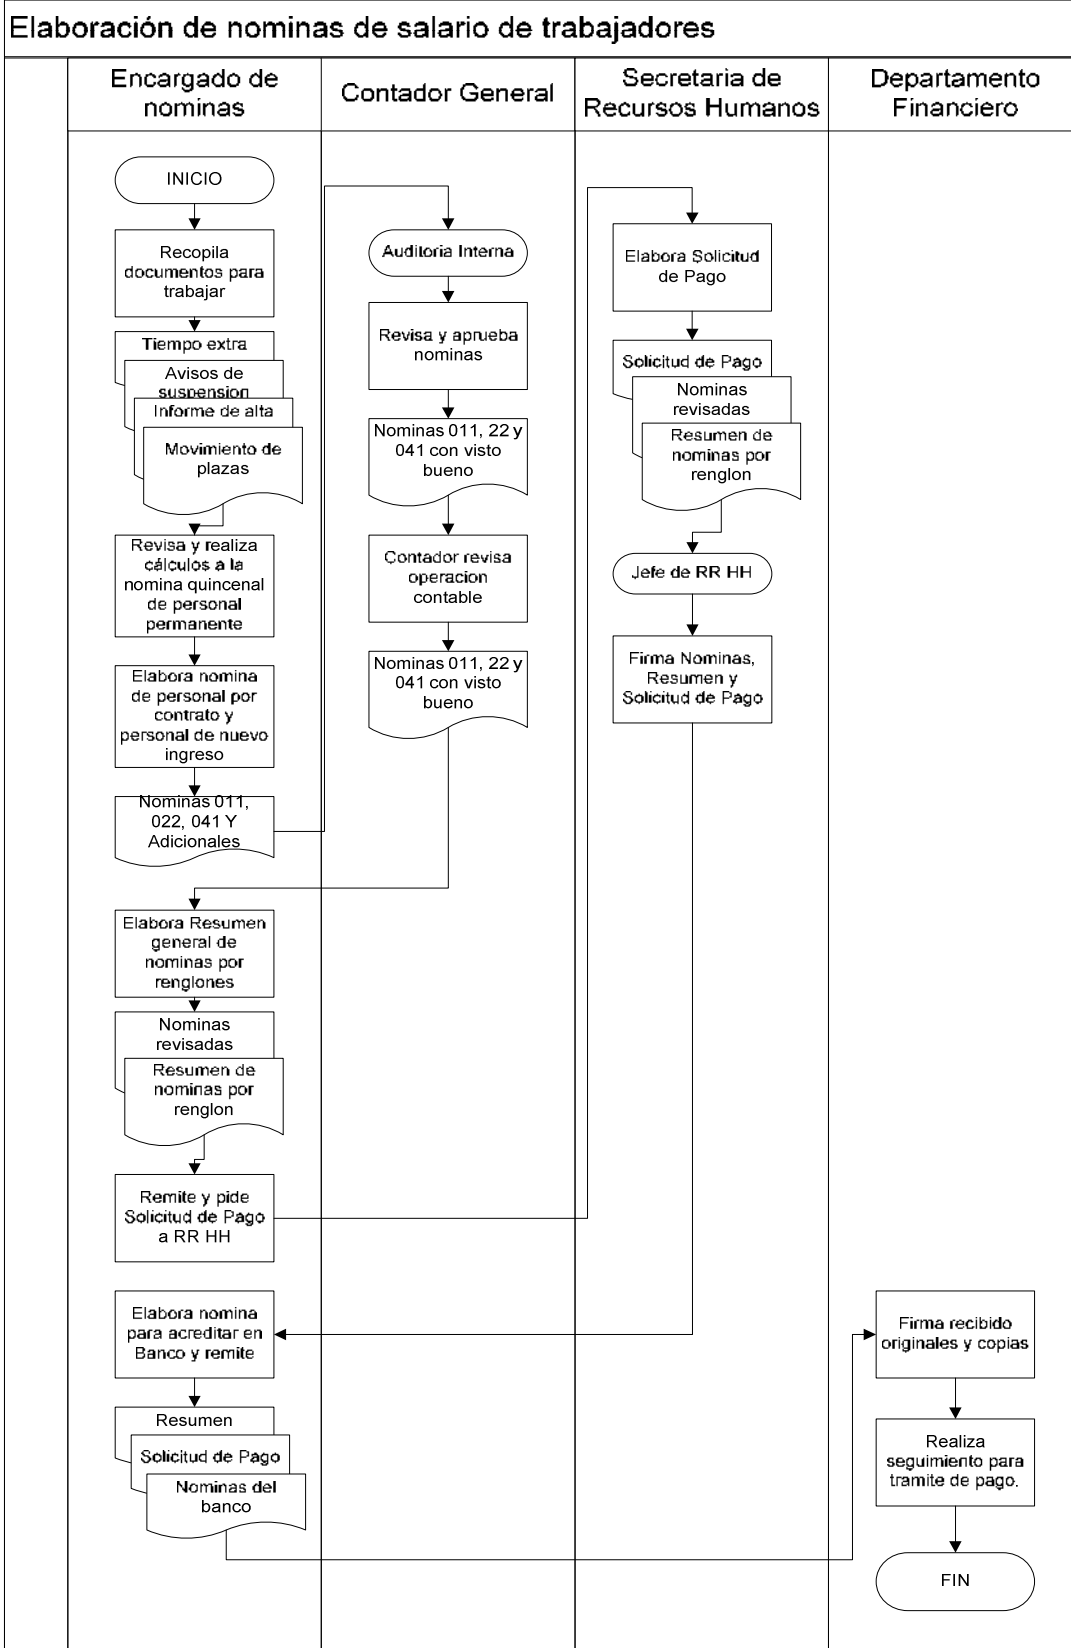 Elaboración de nominas de salario de trabajadores
Encargado de
nominas
Contador General
Secretaria de
Recursos Humanos
Departamento
Financiero
INICIO
Recopila
documentos para
trabajar
Tiempo extra
Avisos de
suspension
Informe de alta
Movimiento de
plazas
Revisa y realiza
cálculos a la
nomina quincenal
de personal
permanente
Elabora nomina
de personal por
contrato y
personal de nuevo
ingreso
Nominas 011,
022, 041 Y
Adicionales
Auditoria Interna
Revisa y aprueba
nominas
Nominas 011, 22 y
041 con visto
bueno
Contador revisa
operacion
contable
Nominas 011, 22 y
041 con visto
bueno
Elabora Resumen
general de
nominas por
renglones
Nominas
revisadas
Resumen de
nominas por
renglon
Remite y pide
Solicitud de Pago
a RR HH
Elabora Solicitud
de Pago
Solicitud de Pago
Nominas
revisadas
Resumen de
nominas por
renglon
Jefe de RR HH
Firma Nominas,
Resumen y
Solicitud de Pago
Elabora nomina
para acreditar en
Banco y remite
Resumen
Solicitud de Pago
Nominas del
banco
Firma recibido
originales y copias
Realiza
seguimiento para
tramite de pago.
FIN